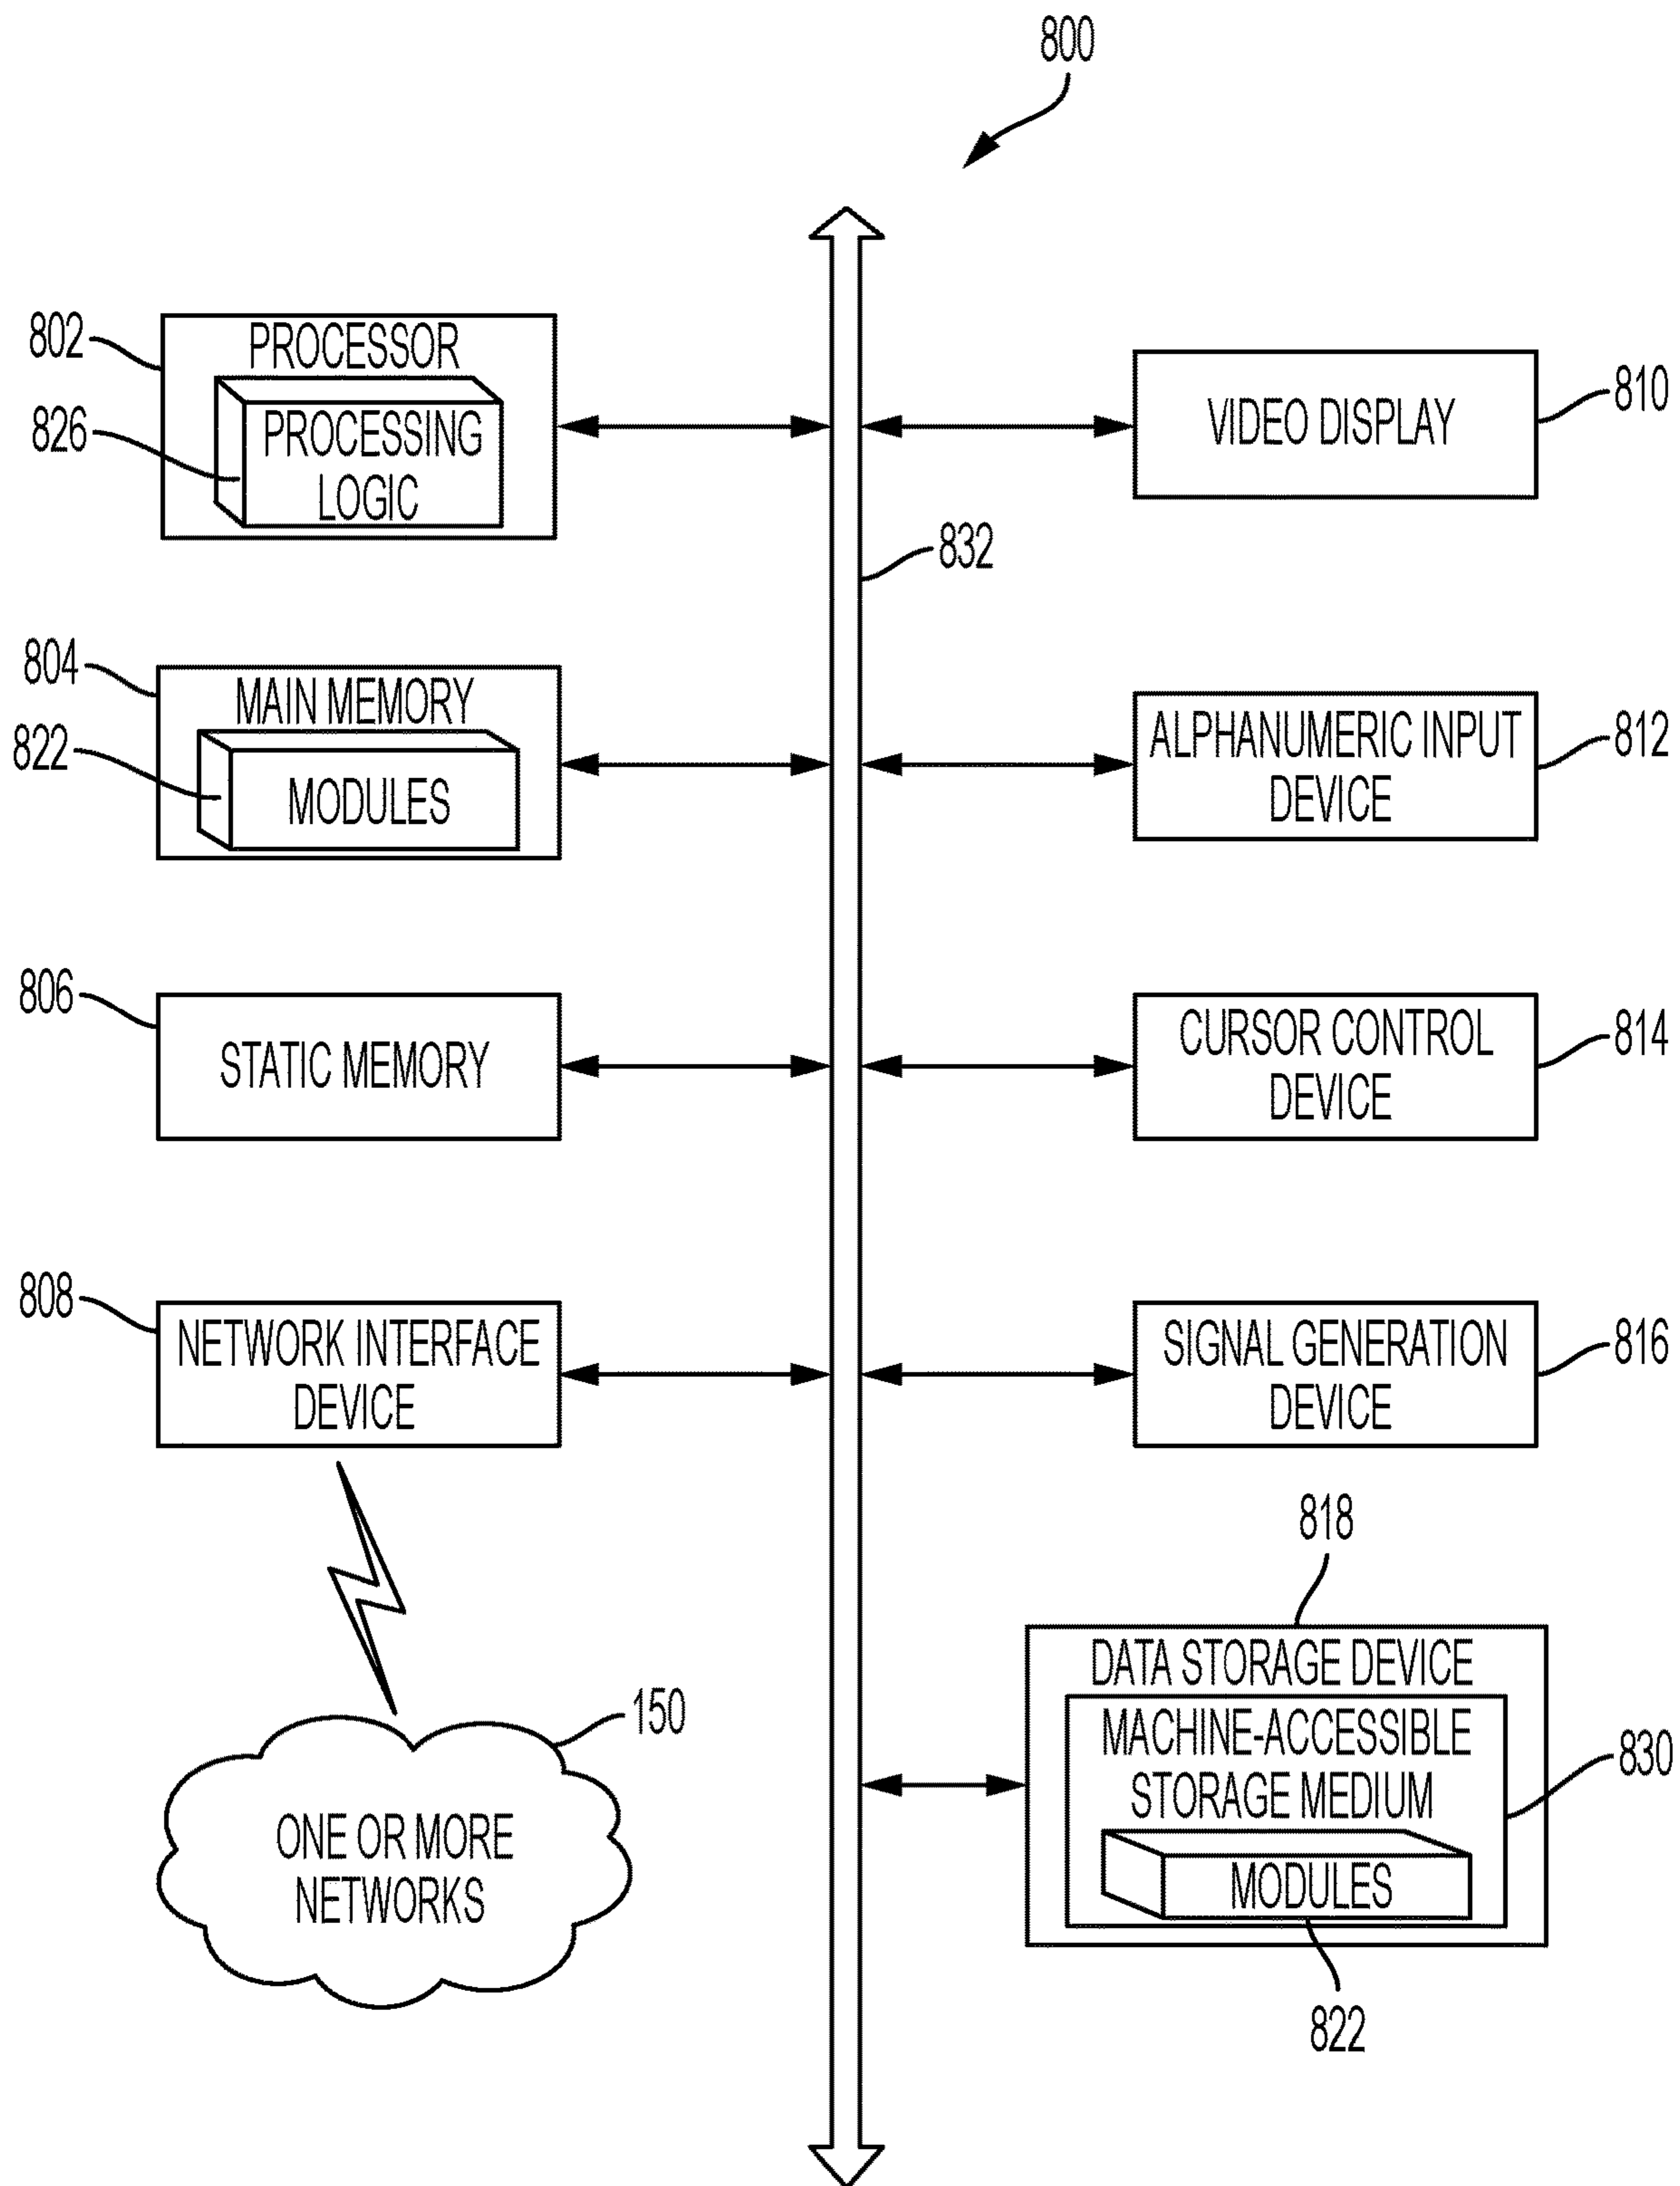 800
802
PROCESSOR
826
PROCESSING
LOGIC
VIDEO DISPLAY
810
832
804
MAIN MEMORY
822
MODULES
ALPHANUMERIC INPUT
DEVICE
812
806
STATIC MEMORY
CURSOR CONTROL
DEVICE
814
808
NETWORK INTERFACE
DEVICE
SIGNAL GENERATION
DEVICE
816
818
DATA STORAGE DEVICE
MACHINE-ACCESSIBLE
STORAGE MEDIUM
830
MODULES
822
150
ONE OR MORE
NETWORKS